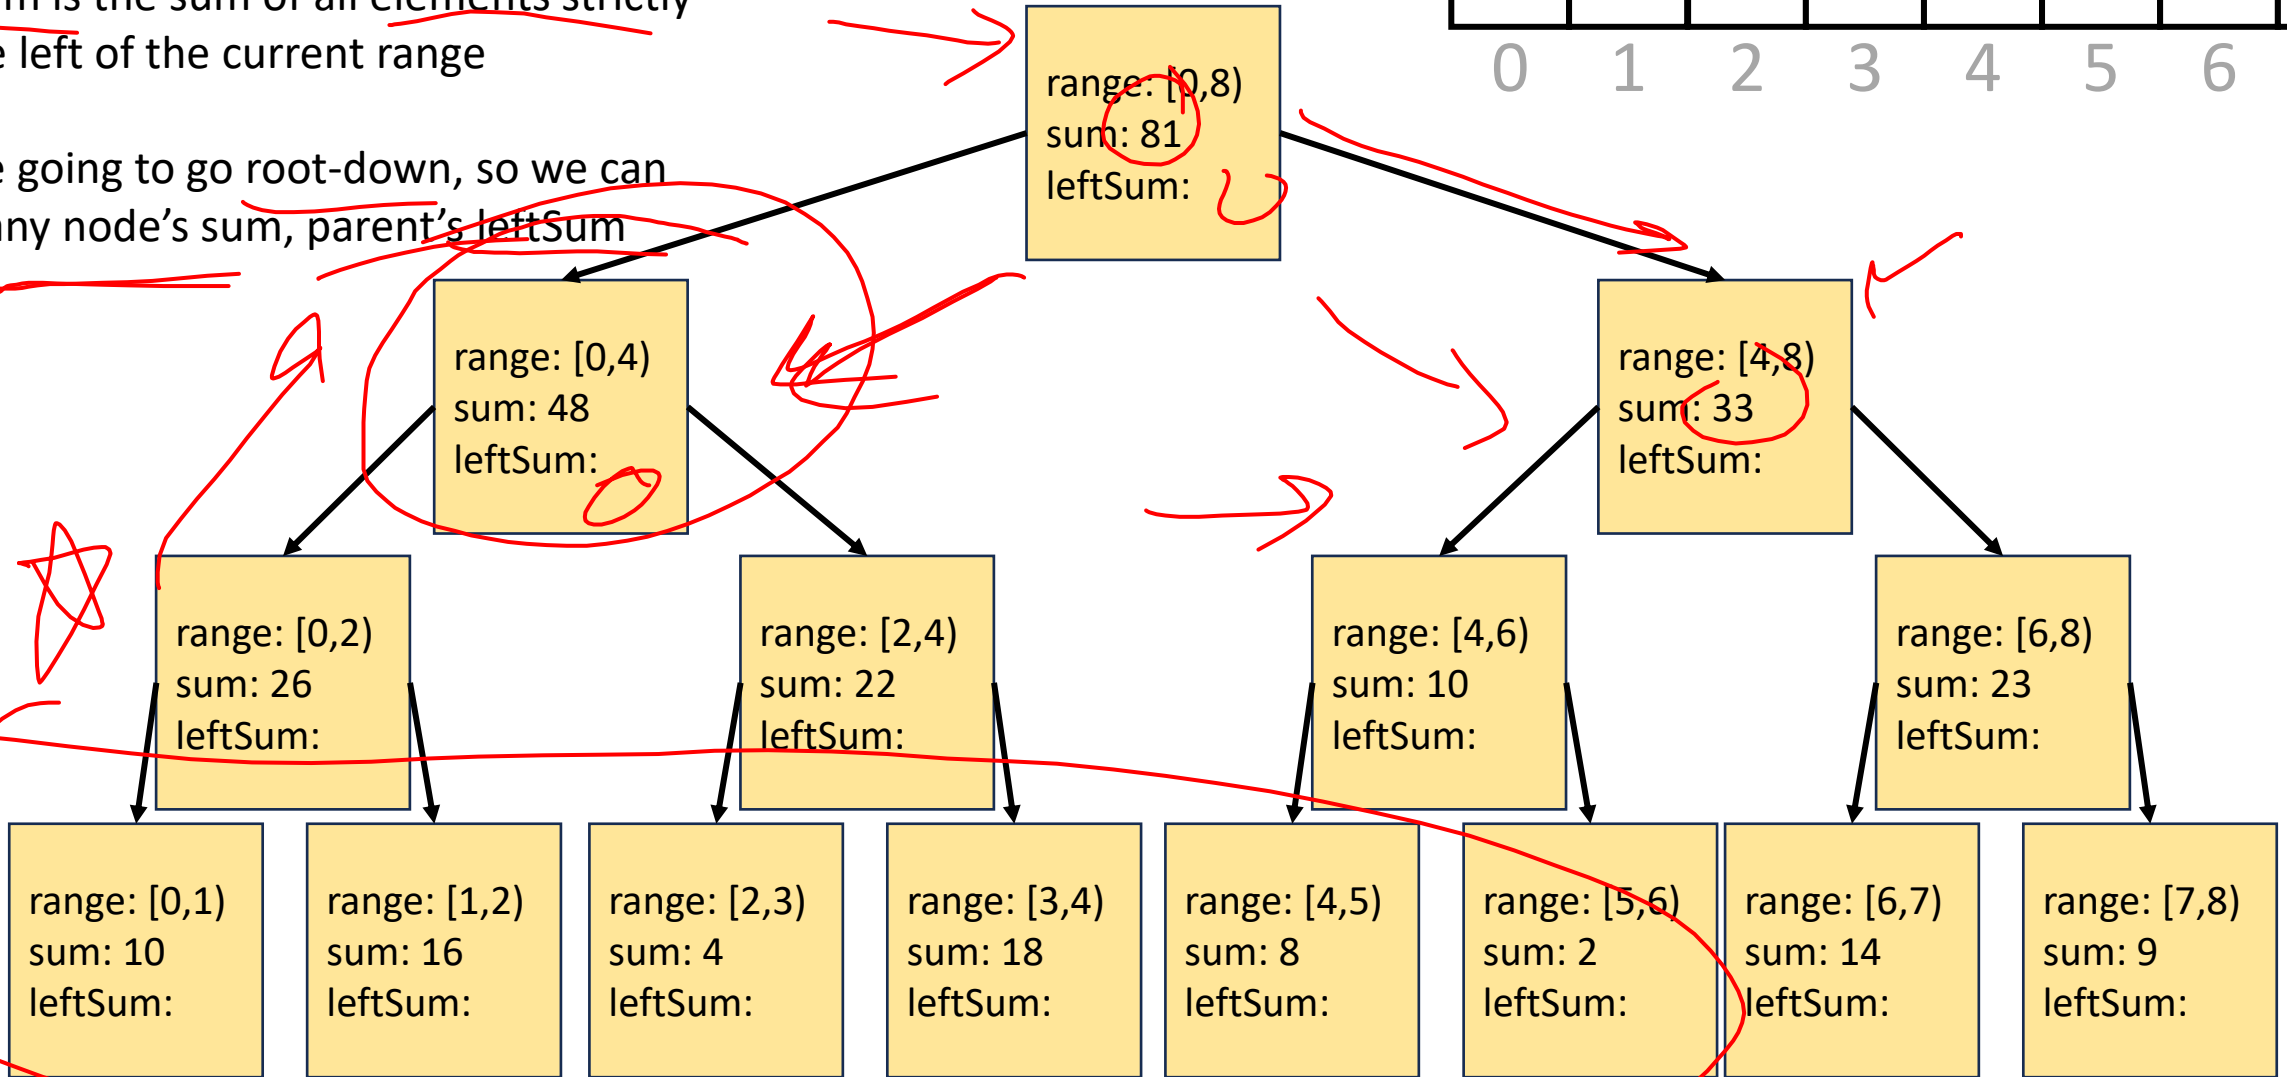 is the sum of all elements strictly
left of the current range
0 1 2 3 4 5 6
going to go root-down, so we can
any node's sum, parent's leftSum
range: [0,8)
sum: 81
leftSum:
range: [0,4)
sum: 48
leftSum: 0
range: [4,8)
sum: 33
leftSum:
range: [0,2)
sum: 26
leftSum:
range: [2,4)
sum: 22
leftSum:
range: [4,6)
sum: 10
leftSum:
range: [6,8)
sum: 23
leftSum:
range: [0,1)
sum: 10
leftSum:
range: [1,2)
sum: 16
leftSum:
range: [2,3)
sum: 4
leftSum:
range: [3,4)
sum: 18
leftSum:
range: [4,5)
sum: 8
leftSum:
range: [5,6)
sum: 2
leftSum:
range: [6,7)
sum: 14
leftSum:
range: [7,8)
sum: 9
leftSum: